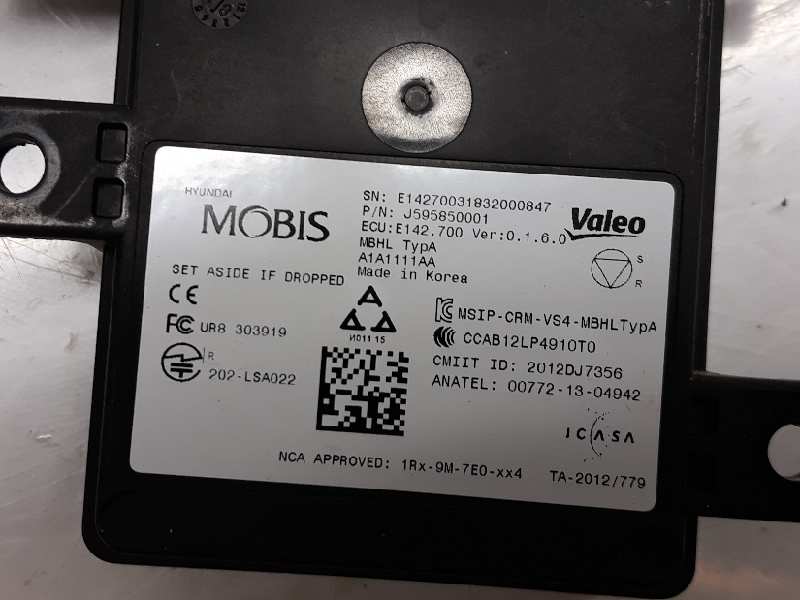 HYUNDAI
MOBIS
SN: E14270031832000847
P/N: J595850001
ECU:E142,700 Ver:0.1.6.0
MBHL TypA
A1A1111AA
Made in Korea
Valeo
S
R
SET ASIDE IF DROPPED
CE
FC UR8 303919
R
202-LSA022
A
И011 15
MSIP-CRM-VS4-MBHLTypA
CCAB12LP4910T0
CMIIT ID: 2012DJ7356
ANATEL: 00772-13-04942
ICASA
NCA APPROVED: 1Rx-9M-7E0-xx4
TA-2012/779